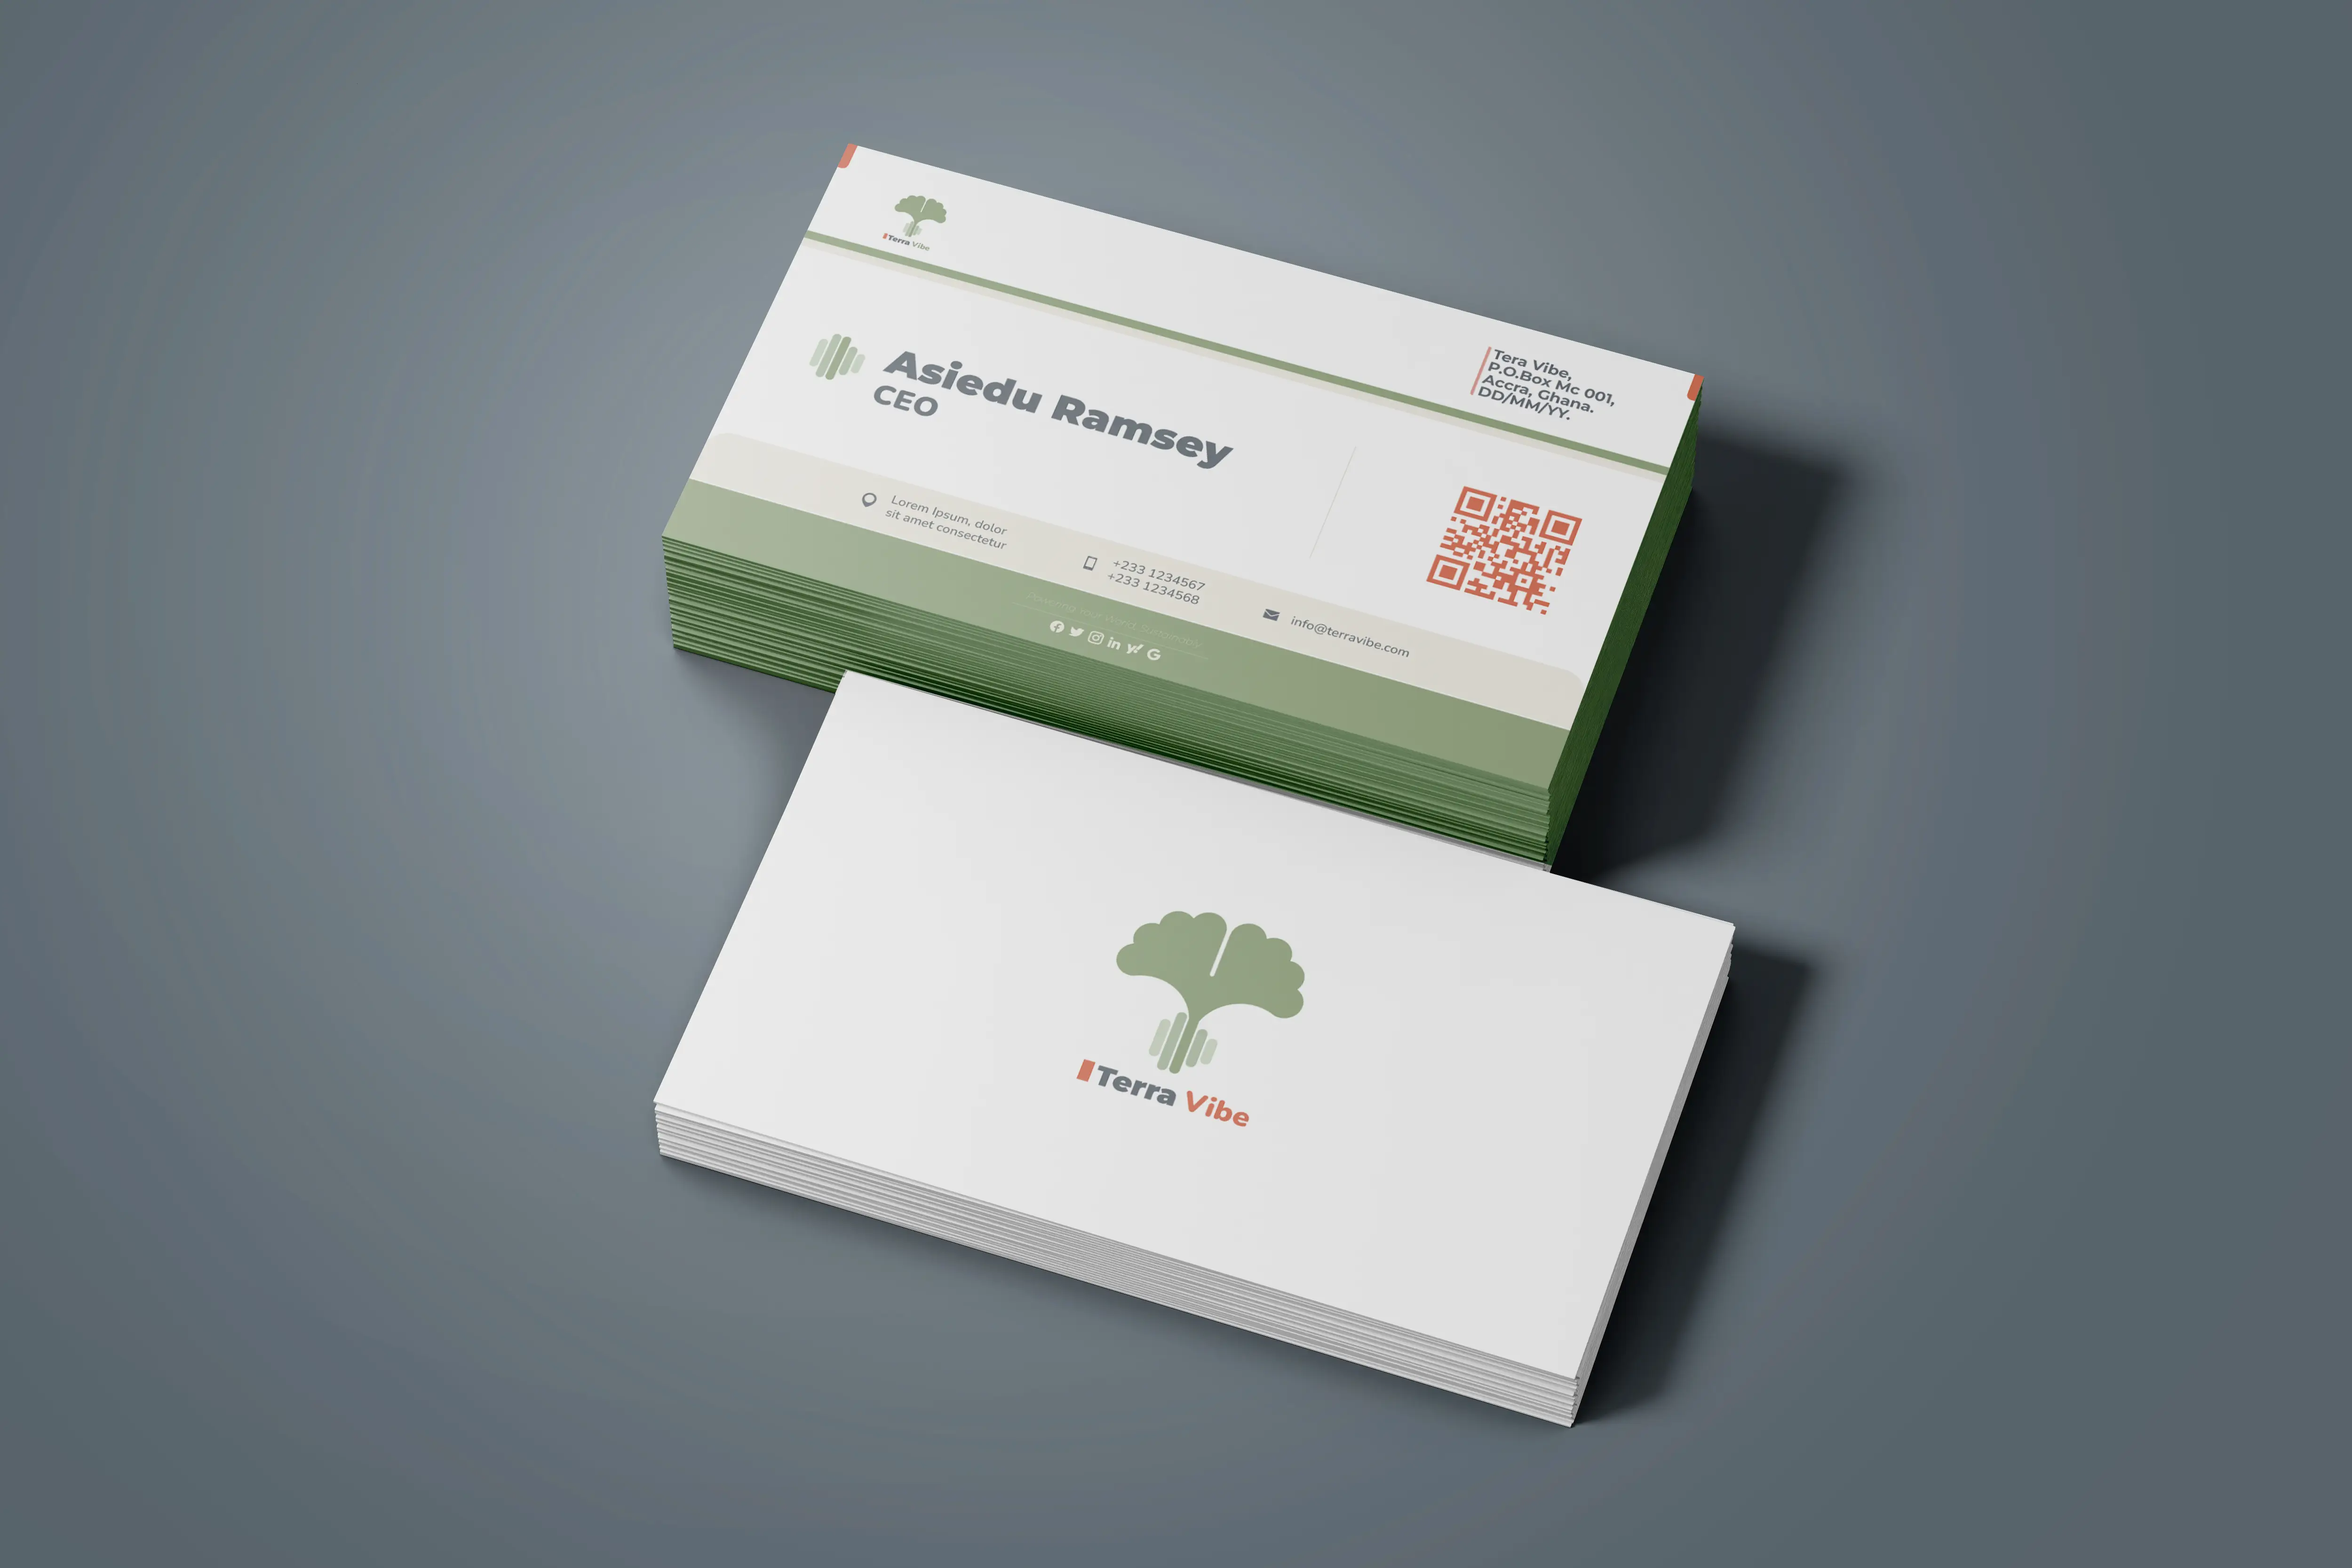 Terra Vibe
Tera Vibe,
P.O.Box Mc 001,
Accra, Ghana.
DD/MM/YY.
Asiedu Ramsey
CEO
Lorem Ipsum, dolor
sit amet consectetur
+233 1234567
+233 1234568
info@terravibe.com
Terra Vibe